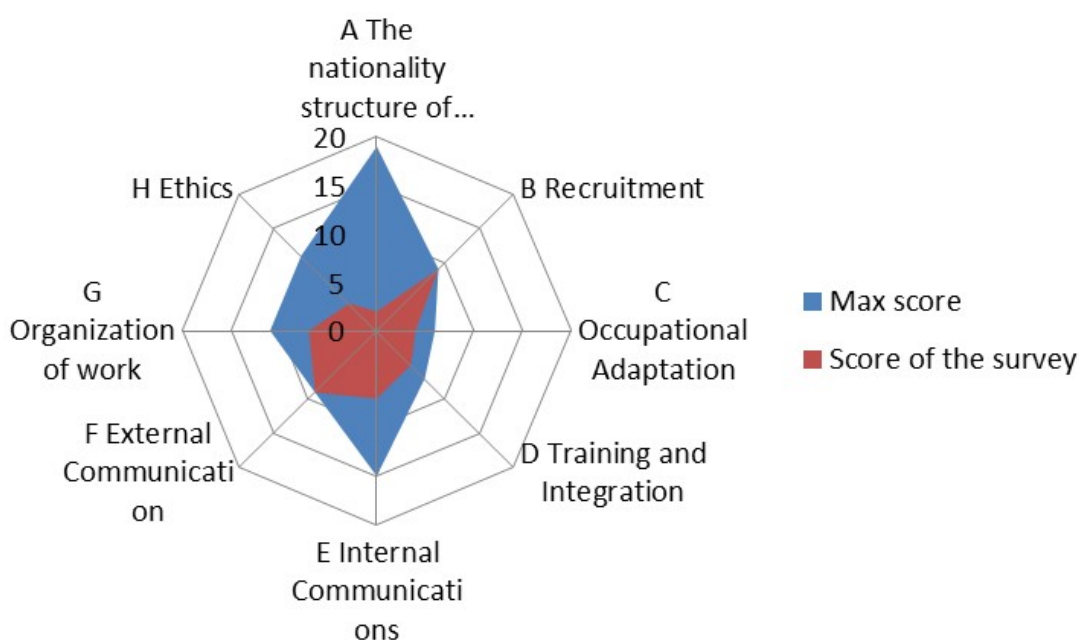 A The
nationality
structure of...
20
15
10
5
0
B Recruitment
C
Occupational
Adaptation
D Training and
Integration
E Internal
Communicati
ons
F External
Communicati
on
G
Organization
of work
H Ethics
Max score
Score of the survey